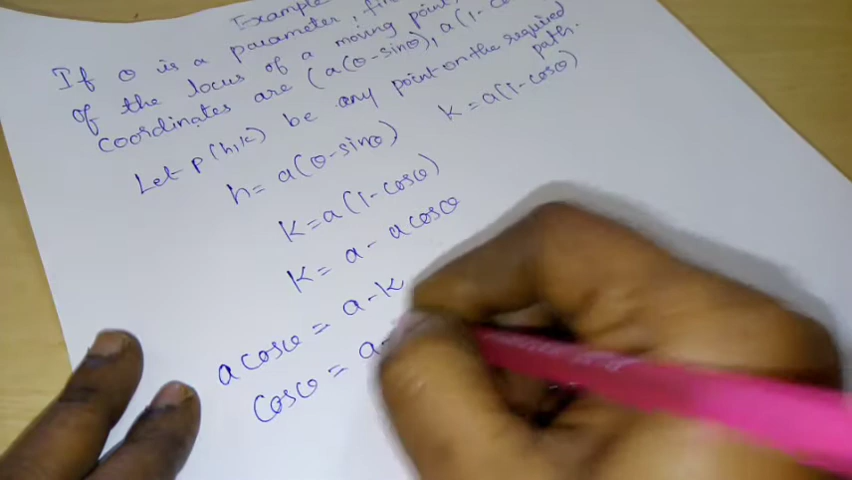 Example
If θ is a parameter, find
of the locus of a moving point,
coordinates are (a(θ-sinθ), a(1-
Let P(h,k) be any point on the required path.
h = a(θ-sinθ) k = a(1-cosθ)
k = a(1-cosθ)
k = a - a cosθ
a cosθ = a-k
cosθ = a-